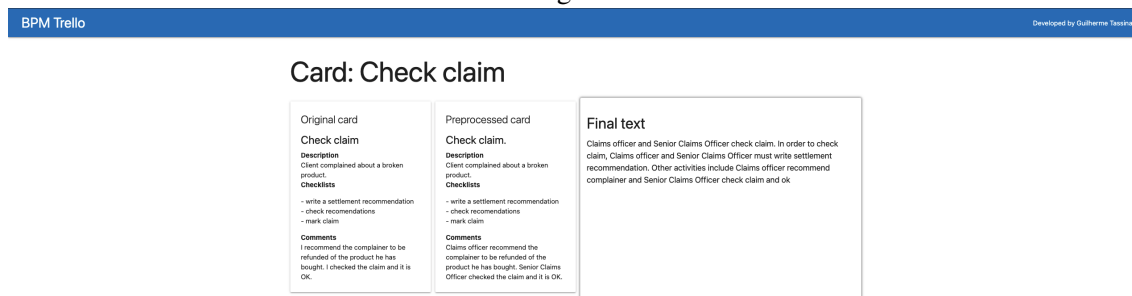 BPM Trello
Developed by Guilherme Tassina
Card: Check claim
Original card
Check claim
Description
Client complained about a broken
product.
Checklists
- write a settlement recommendation
- check recomendations
- mark claim
Comments
I recommend the complainer to be
refunded of the product he has
bought. I checked the claim and it is
OK.
Preprocessed card
Check claim.
Description
Client complained about a broken
product.
Checklists
- write a settlement recommendation
- check recomendations
- mark claim
Comments
Claims officer recommend the
complainer to be refunded of the
product he has bought. Senior Claims
Officer checked the claim and it is OK.
Final text
Claims officer and Senior Claims Officer check claim. In order to check
claim, Claims officer and Senior Claims Officer must write settlement
recommendation. Other activities include Claims officer recommend
complainer and Senior Claims Officer check claim and ok